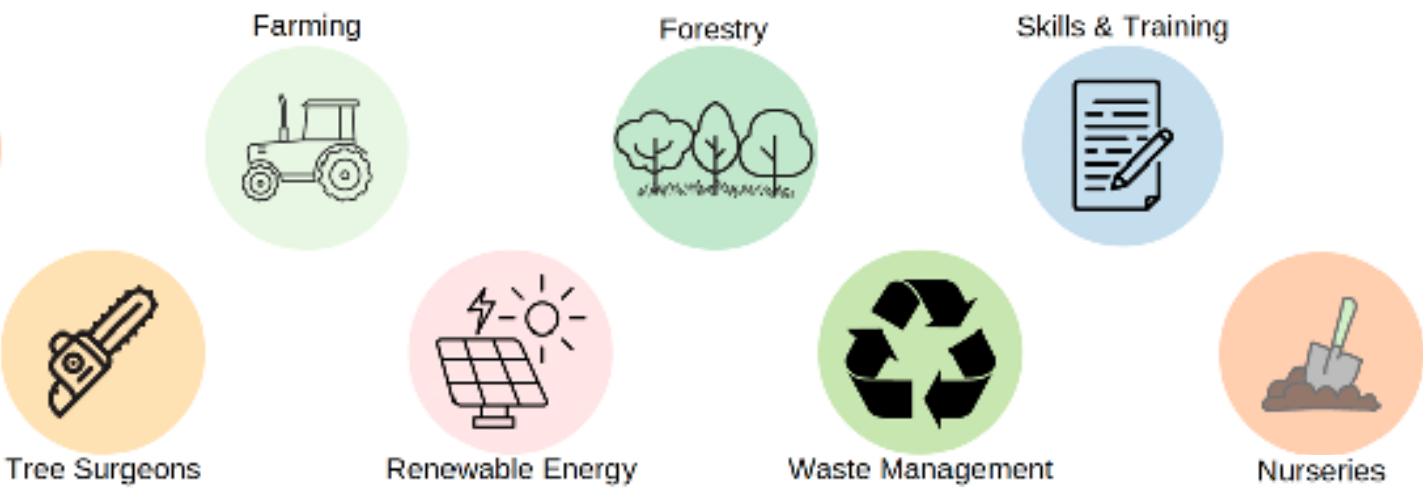 Farming
Forestry
Skills & Training
Tree Surgeons
Renewable Energy
Waste Management
Nurseries